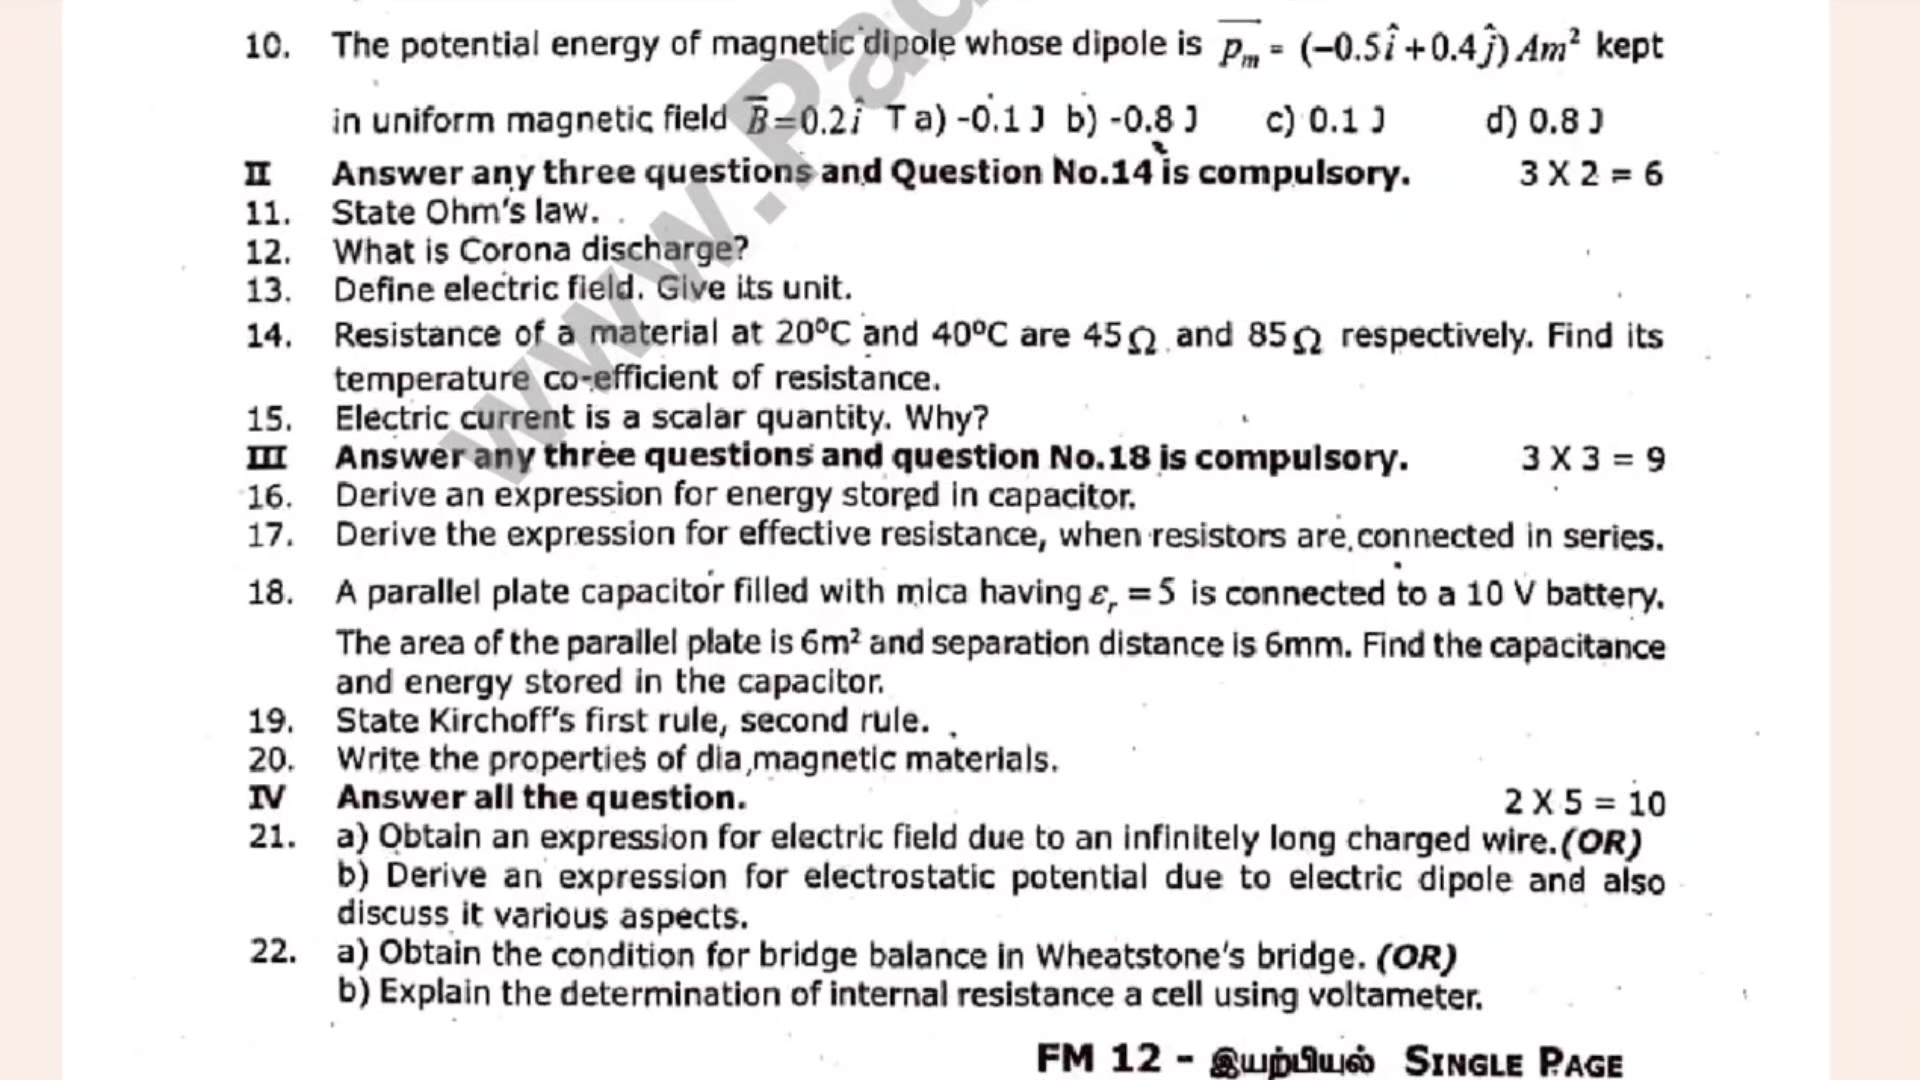 10. The potential energy of magnetic dipole whose dipole is $\overrightarrow{p_m}$ = (−0.5î+0.4ĵ) Am² kept
in uniform magnetic field B̅=0.2î T a) -0.1 J b) -0.8 J c) 0.1 J d) 0.8 J
II Answer any three questions and Question No.14 is compulsory. 3 X 2 = 6
11. State Ohm's law.
12. What is Corona discharge?
13. Define electric field. Give its unit.
14. Resistance of a material at 20⁰C and 40⁰C are 45Ω and 85Ω respectively. Find its
temperature co-efficient of resistance.
15. Electric current is a scalar quantity. Why?
III Answer any three questions and question No.18 is compulsory. 3 X 3 = 9
16. Derive an expression for energy stored in capacitor.
17. Derive the expression for effective resistance, when resistors are connected in series.
18. A parallel plate capacitor filled with mica having εᵣ = 5 is connected to a 10 V battery.
The area of the parallel plate is 6m² and separation distance is 6mm. Find the capacitance
and energy stored in the capacitor.
19. State Kirchoff's first rule, second rule.
20. Write the properties of dia magnetic materials.
IV Answer all the question. 2 X 5 = 10
21. a) Obtain an expression for electric field due to an infinitely long charged wire.(OR)
b) Derive an expression for electrostatic potential due to electric dipole and also
discuss it various aspects.
22. a) Obtain the condition for bridge balance in Wheatstone's bridge. (OR)
b) Explain the determination of internal resistance a cell using voltameter.
FM 12 - இயற்பியல் SINGLE PAGE
www.Pad